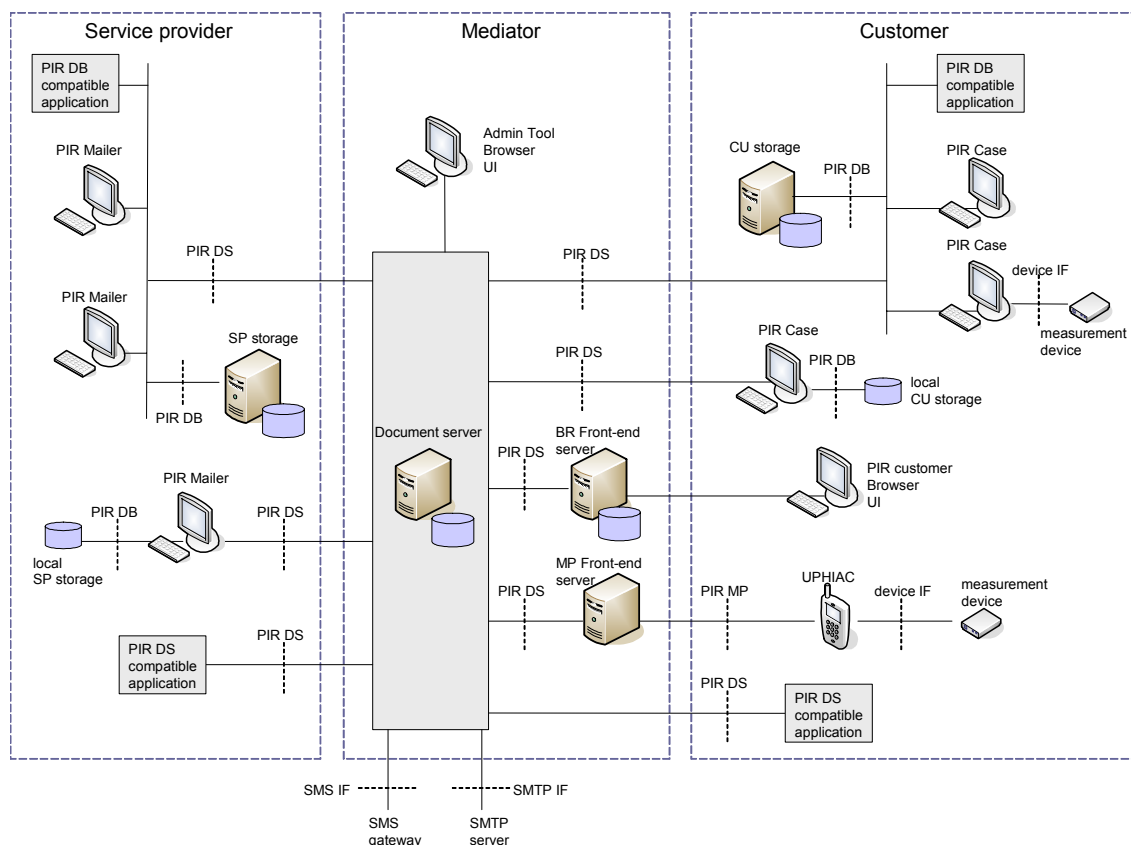 Service provider
Mediator
Customer
PIR DB
compatible
application
PIR Mailer
PIR DS
PIR Mailer
SP storage
PIR DB
PIR Mailer
PIR DB
PIR DS
local
SP storage
PIR DS
PIR DS
compatible
application
Admin Tool
Browser
UI
PIR DS
PIR DS
Document server
BR Front-end
server
PIR DS
MP Front-end
server
PIR DS
SMS IF
SMTP IF
SMS
gateway
SMTP
server
PIR DB
compatible
application
CU storage
PIR DB
PIR Case
PIR Case
device IF
measurement
device
PIR Case
PIR DB
local
CU storage
PIR customer
Browser
UI
PIR MP
UPHIAC
device IF
measurement
device
PIR DS
PIR DS
compatible
application